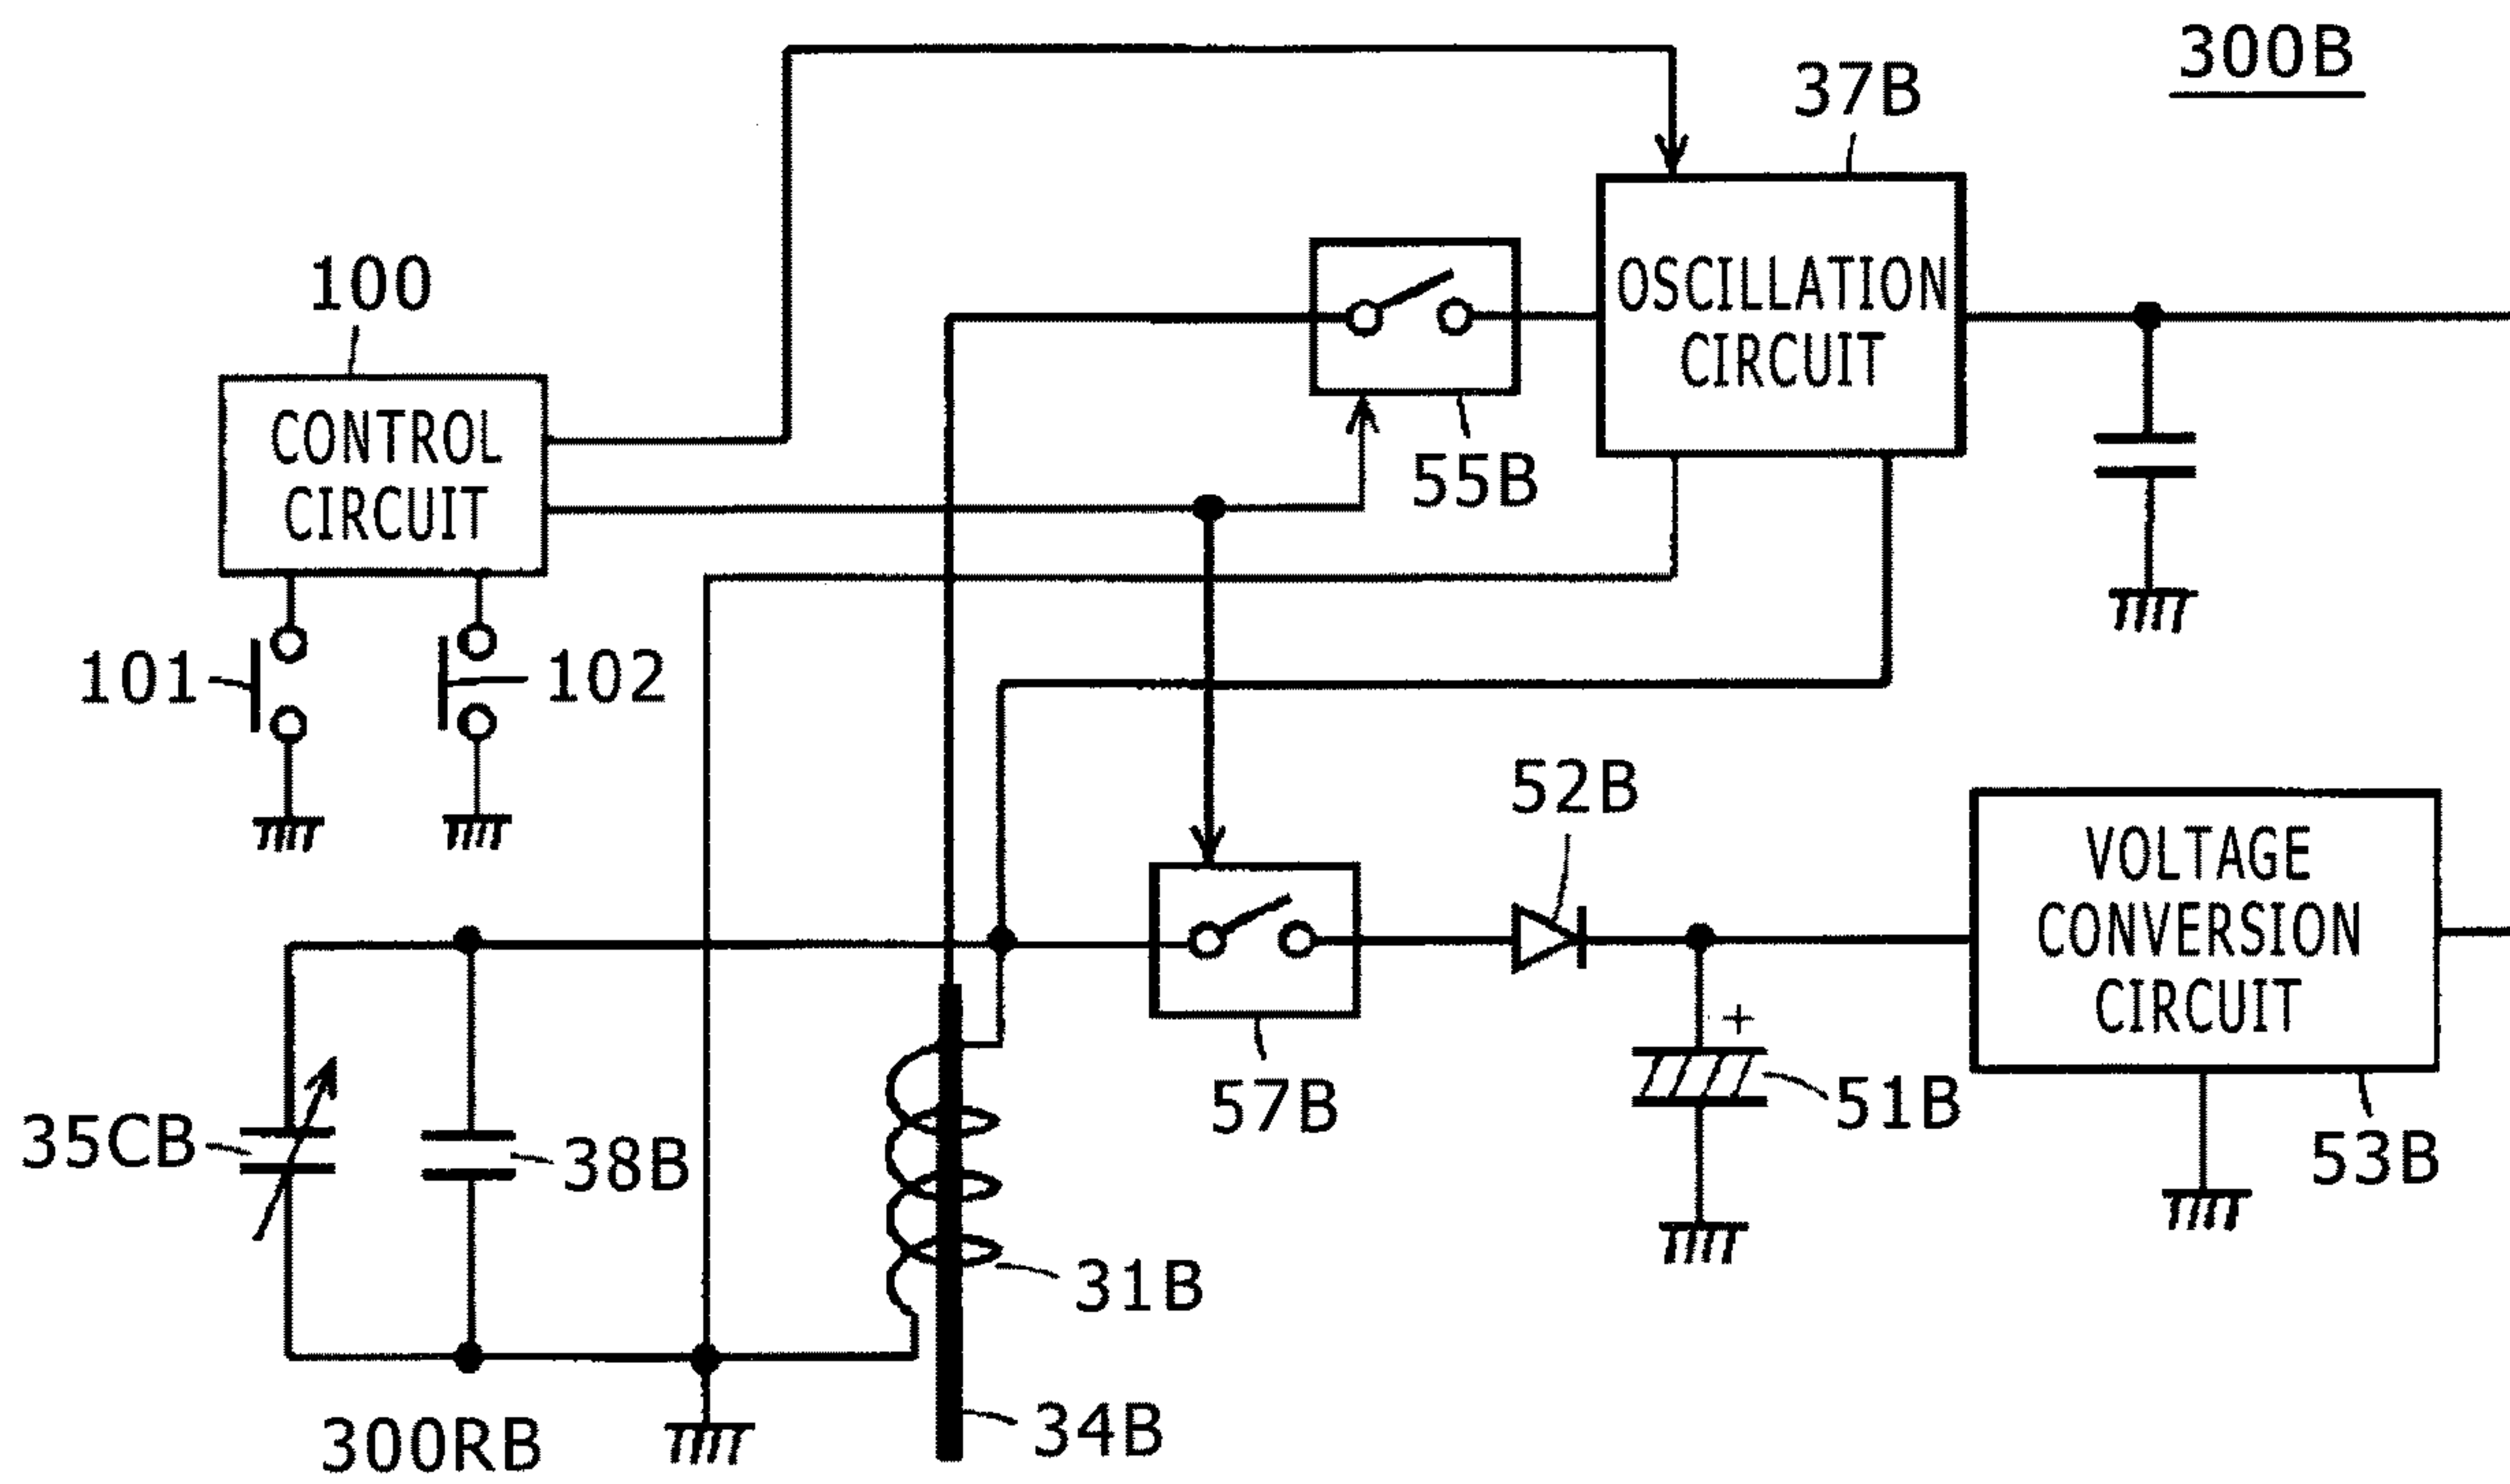 300B
37B
OSCILLATION
CIRCUIT
100
CONTROL
CIRCUIT
55B
101
102
52B
VOLTAGE
CONVERSION
CIRCUIT
+
57B
51B
53B
35CB
38B
31B
34B
300RB